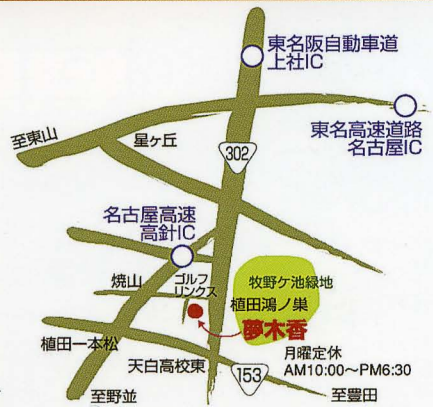 東名阪自動車道
上社IC
東名高速道路
名古屋IC
至東山
星ヶ丘
302
名古屋高速
高針IC
焼山
ゴルフ
リンクス
牧野ケ池緑地
植田鴻ノ巣
夢木香
植田一本松
天白高校東
月曜定休
AM10:00～PM6:30
153
至野並
至豊田